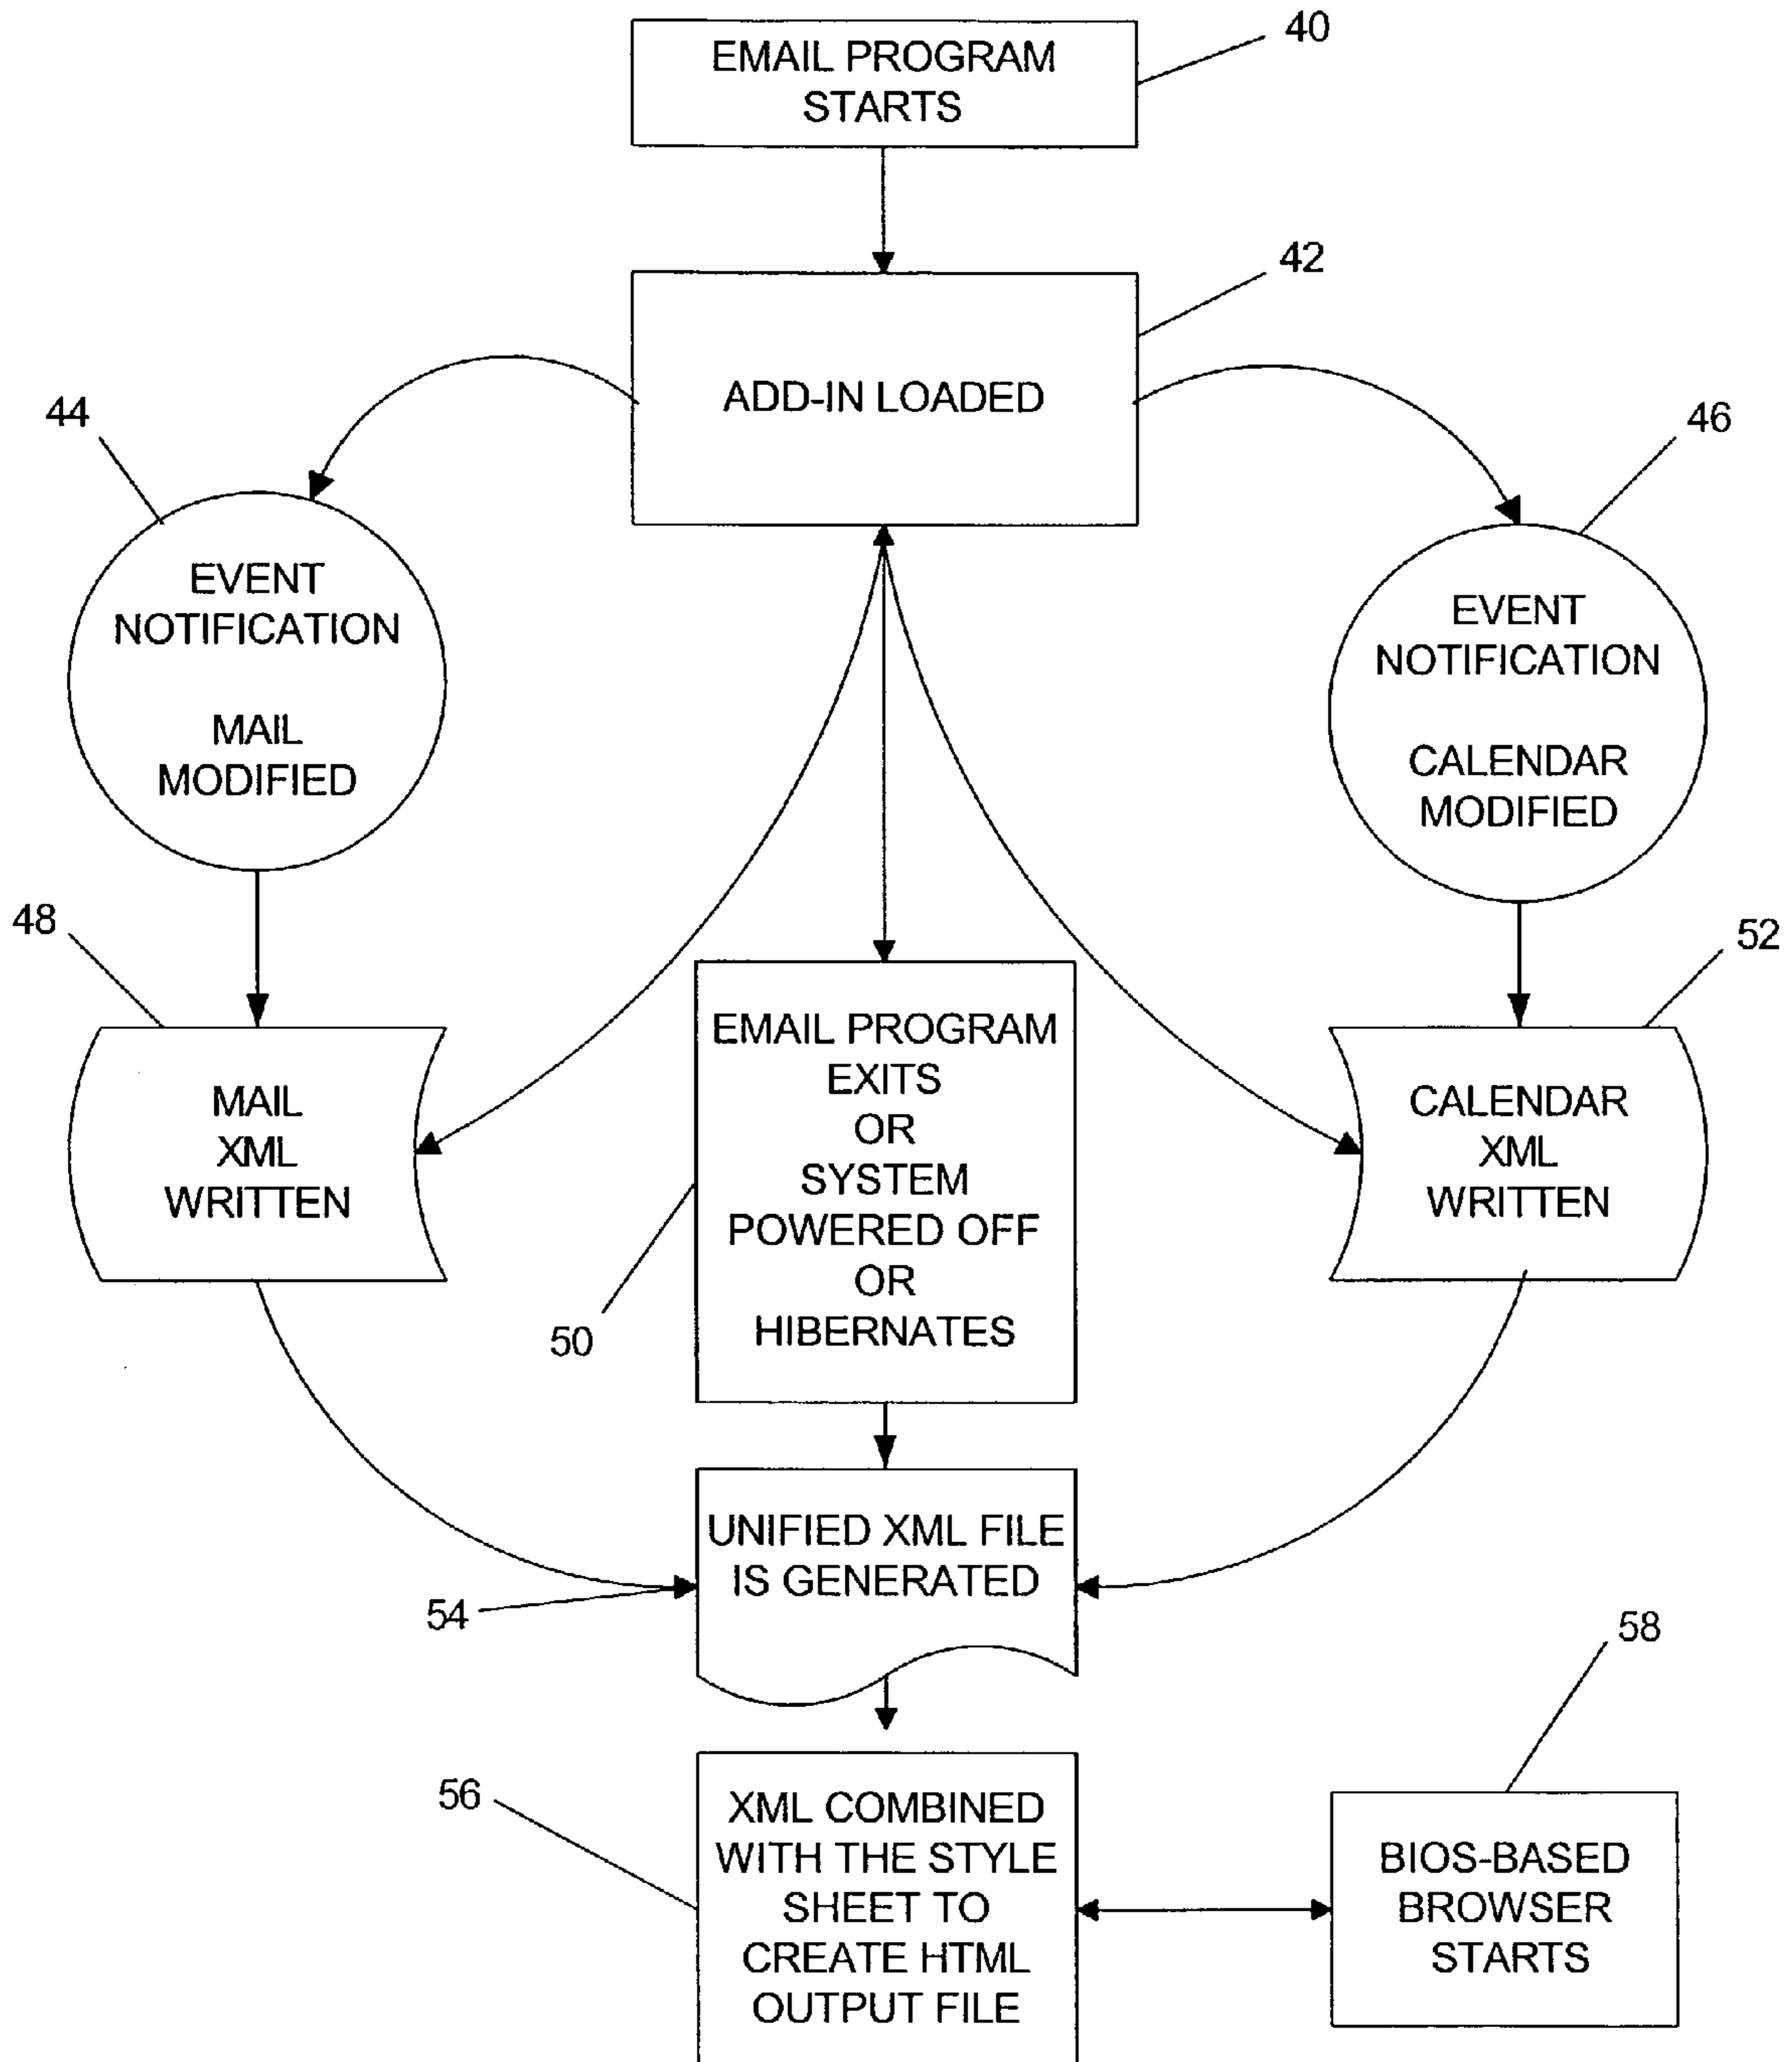 40
EMAIL PROGRAM
STARTS
42
ADD-IN LOADED
44
46
EVENT
NOTIFICATION
MAIL
MODIFIED
EVENT
NOTIFICATION
CALENDAR
MODIFIED
48
52
MAIL
XML
WRITTEN
EMAIL PROGRAM
EXITS
OR
SYSTEM
POWERED OFF
OR
HIBERNATES
50
CALENDAR
XML
WRITTEN
UNIFIED XML FILE
IS GENERATED
54
58
56
XML COMBINED
WITH THE STYLE
SHEET TO
CREATE HTML
OUTPUT FILE
BIOS-BASED
BROWSER
STARTS